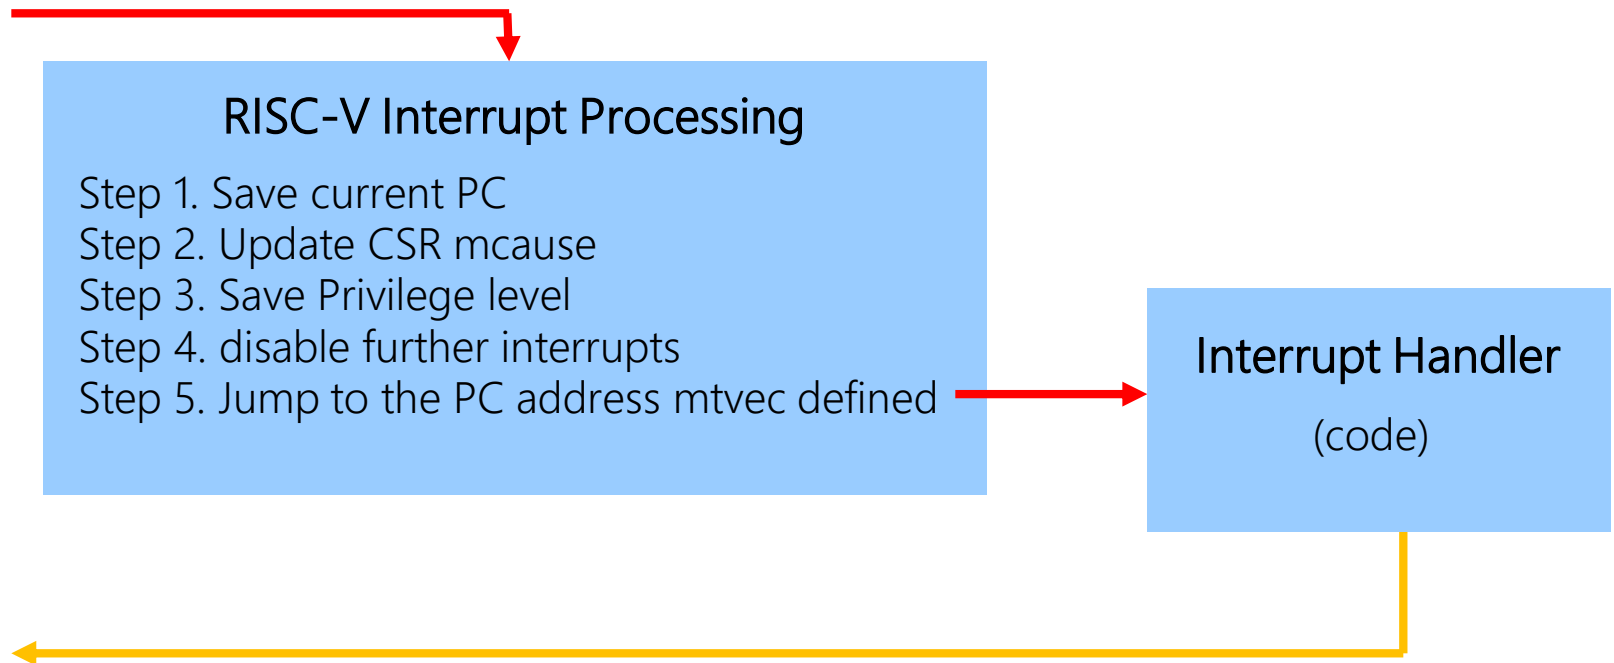 RISC-V Interrupt Processing
Step 1. Save current PC
Step 2. Update CSR mcause
Step 3. Save Privilege level
Step 4. disable further interrupts
Step 5. Jump to the PC address mtvec defined
Interrupt Handler
(code)